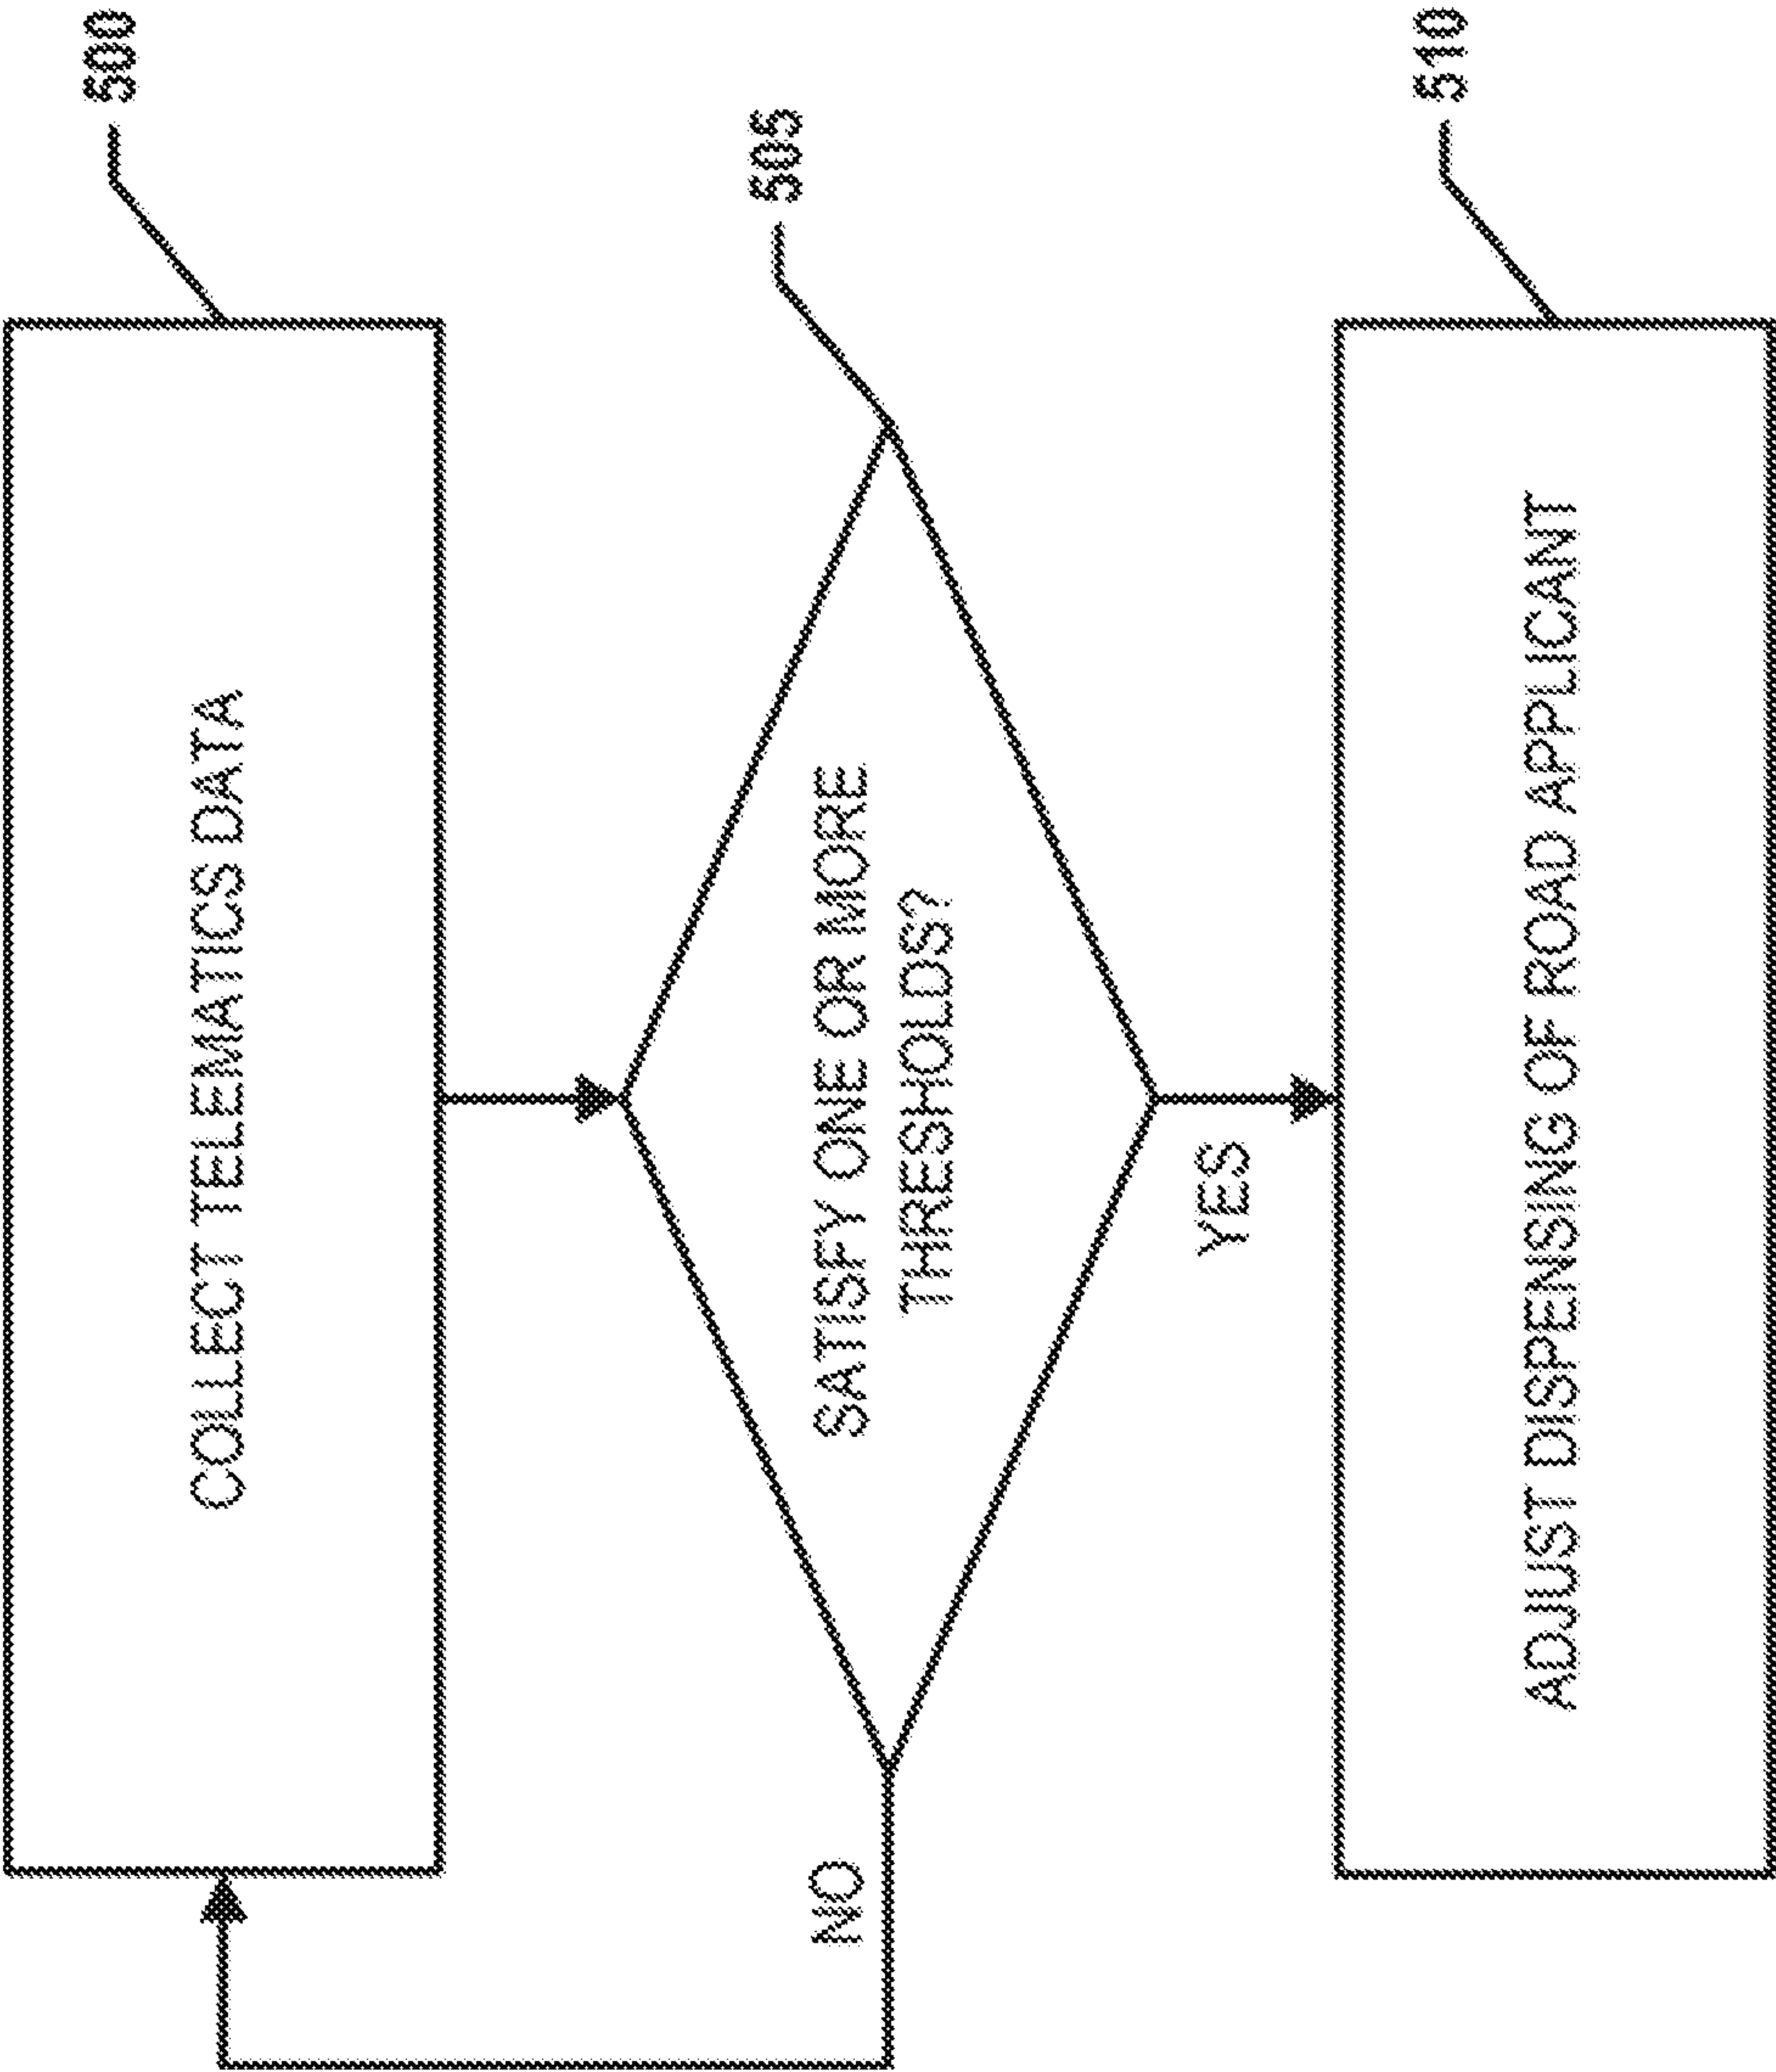 500
COLLECT TELEMATICS DATA
505
SATISFY ONE OR MORE
THRESHOLDS?
NO
YES
510
ADJUST DISPENSING OF ROAD APPLICANT